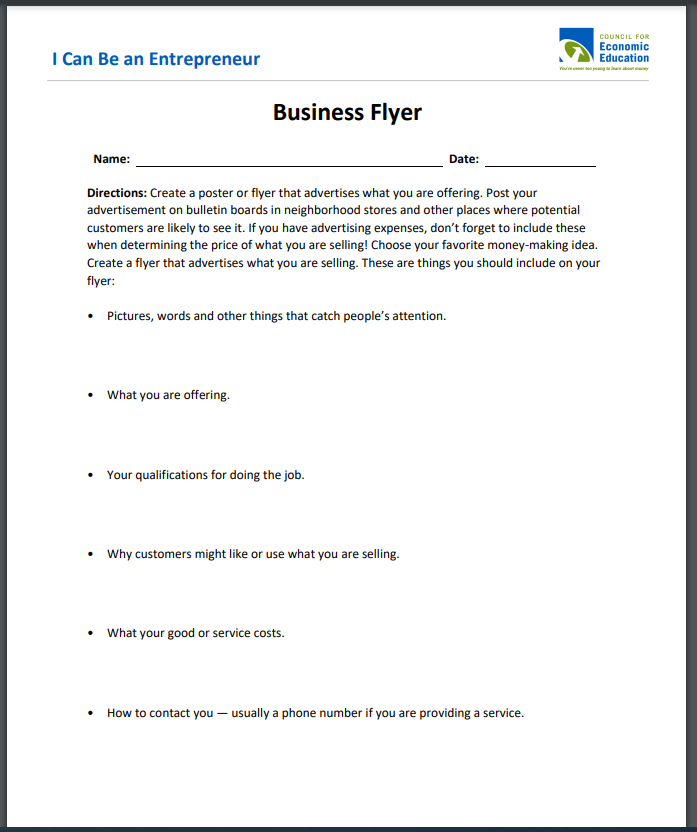 I Can Be an Entrepreneur
COUNCIL FOR
Economic
Education
You're never too young to learn about money
Business Flyer
Name: Date:
Directions: Create a poster or flyer that advertises what you are offering. Post your
advertisement on bulletin boards in neighborhood stores and other places where potential
customers are likely to see it. If you have advertising expenses, don’t forget to include these
when determining the price of what you are selling! Choose your favorite money-making idea.
Create a flyer that advertises what you are selling. These are things you should include on your
flyer:
• Pictures, words and other things that catch people’s attention.
• What you are offering.
• Your qualifications for doing the job.
• Why customers might like or use what you are selling.
• What your good or service costs.
• How to contact you — usually a phone number if you are providing a service.